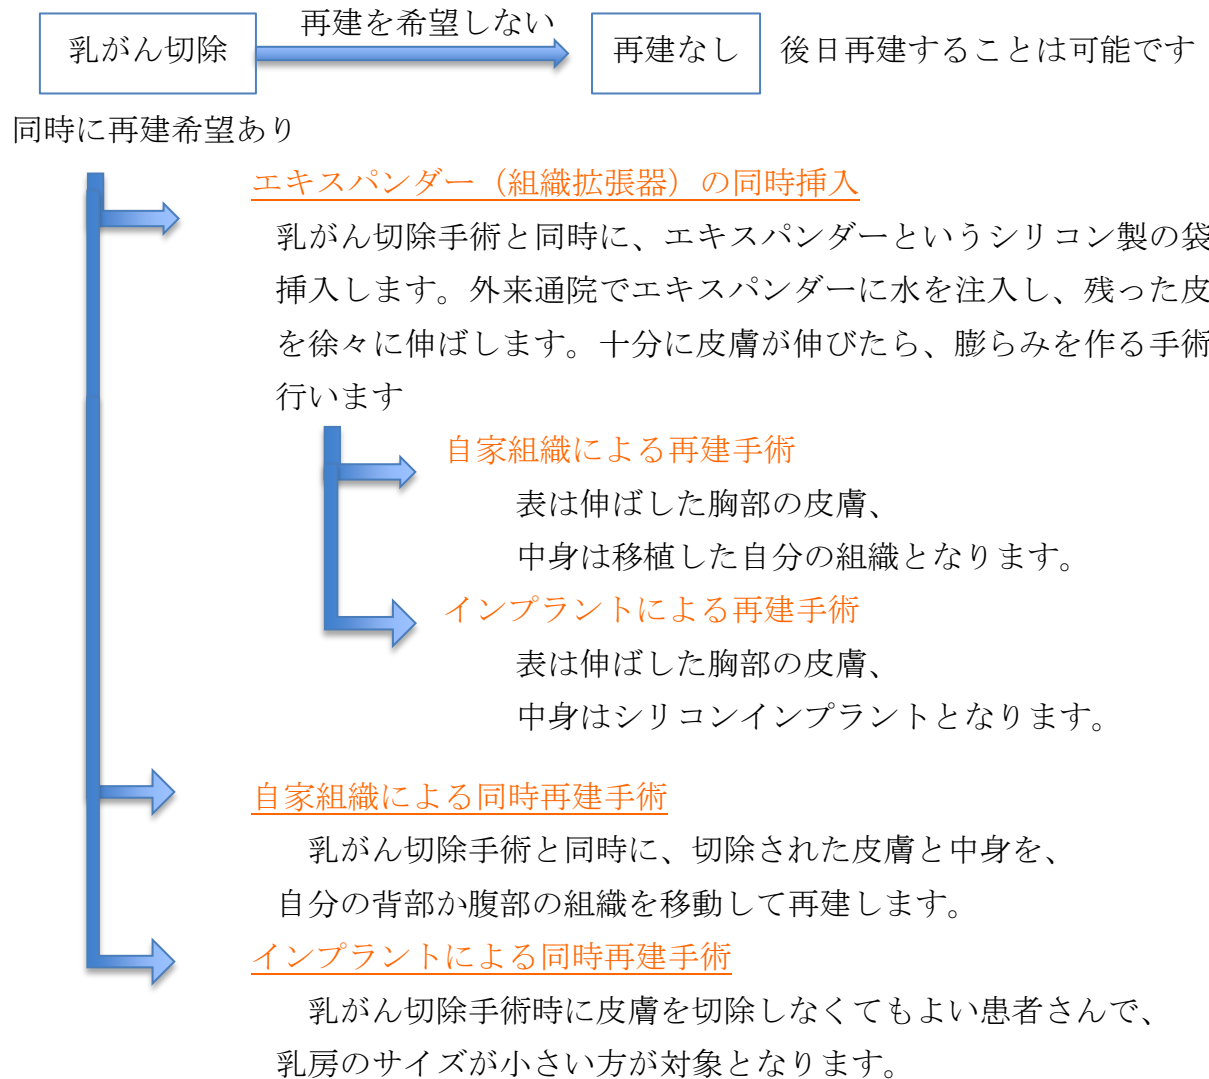 再建を希望しない
乳がん切除
再建なし
後日再建することは可能です
同時に再建希望あり
エキスパンダー（組織拡張器）の同時挿入
乳がん切除手術と同時に、エキスパンダーというシリコン製の袋
挿入します。外来通院でエキスパンダーに水を注入し、残った皮
を徐々に伸ばします。十分に皮膚が伸びたら、膨らみを作る手術
行います
自家組織による再建手術
表は伸ばした胸部の皮膚、
中身は移植した自分の組織となります。
インプラントによる再建手術
表は伸ばした胸部の皮膚、
中身はシリコンインプラントとなります。
自家組織による同時再建手術
乳がん切除手術と同時に、切除された皮膚と中身を、
自分の背部か腹部の組織を移動して再建します。
インプラントによる同時再建手術
乳がん切除手術時に皮膚を切除しなくてもよい患者さんで、
乳房のサイズが小さい方が対象となります。